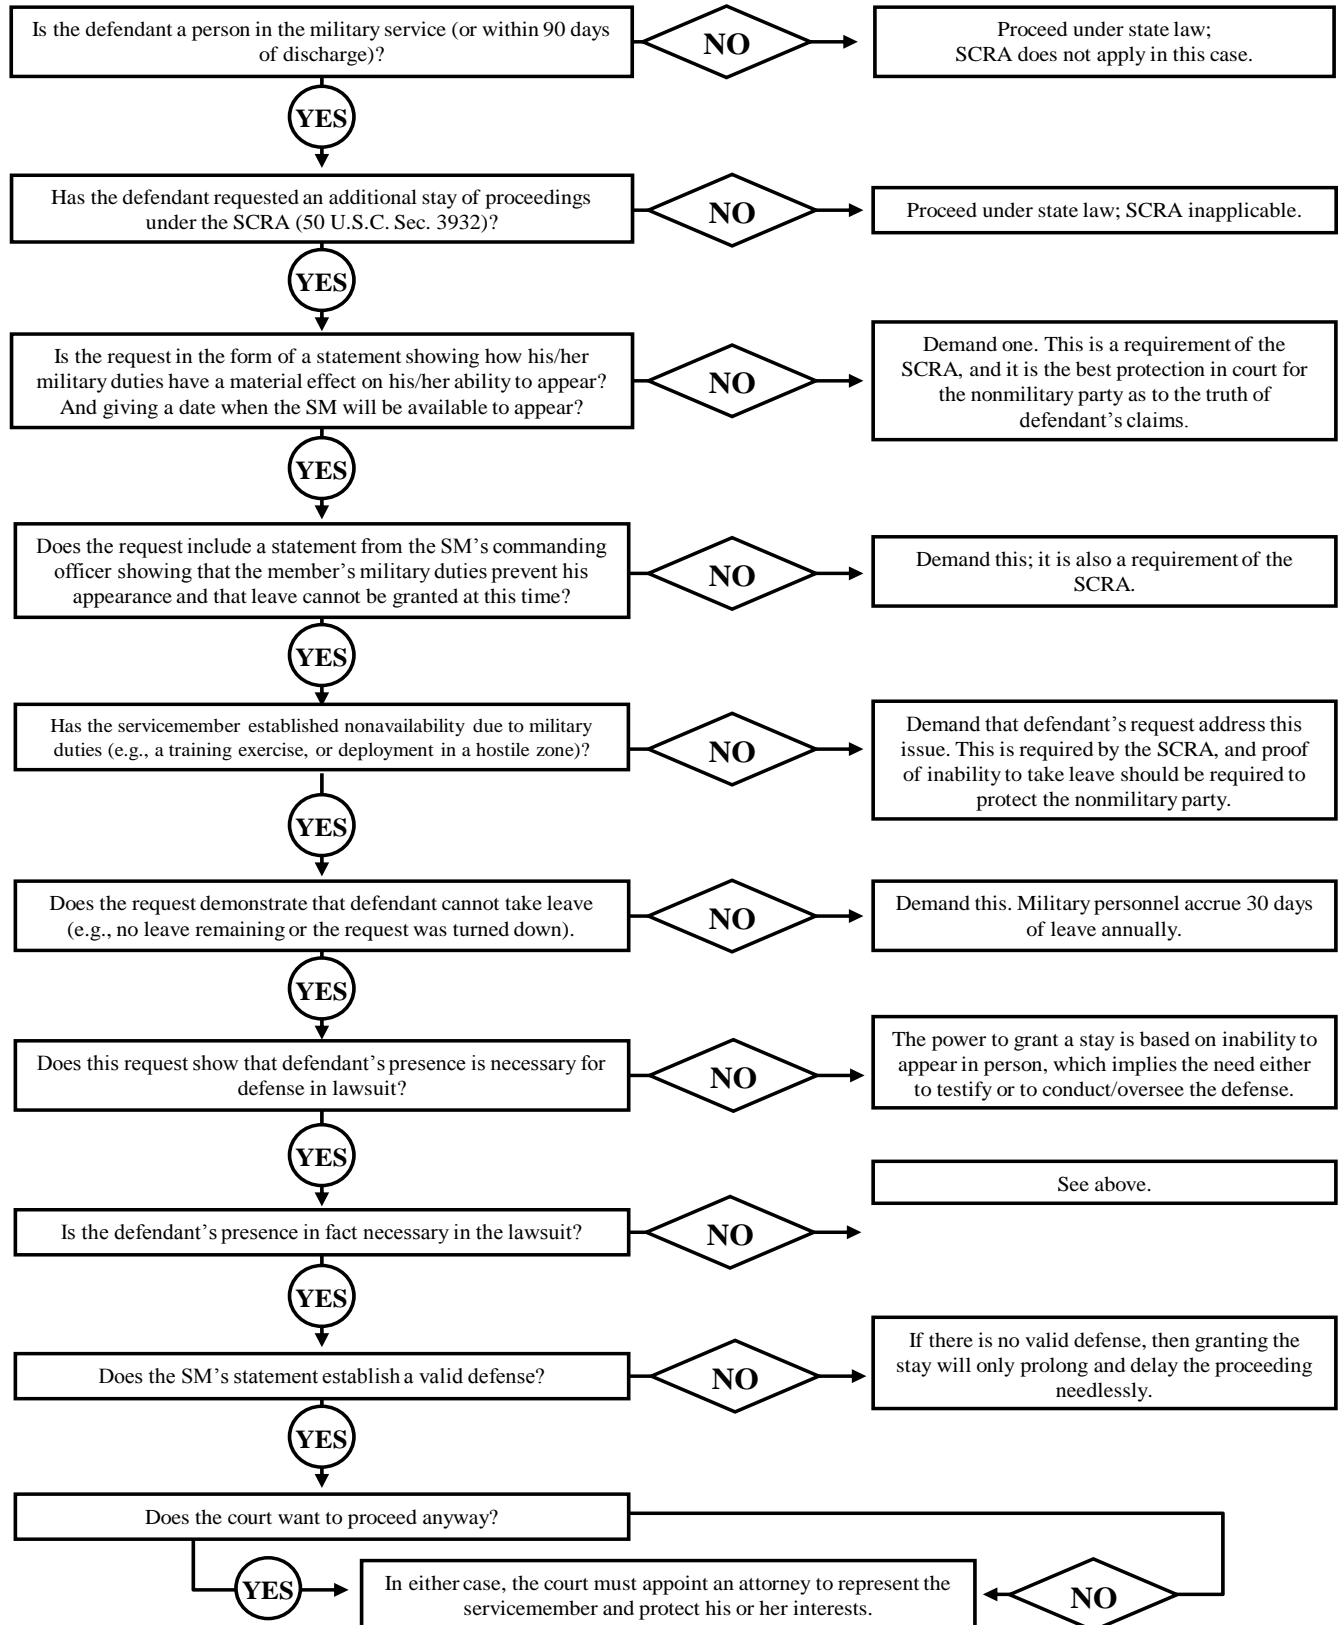 Is the defendant a person in the military service (or within 90 days
of discharge)?
NO
Proceed under state law;
SCRA does not apply in this case.
YES
Has the defendant requested an additional stay of proceedings
under the SCRA (50 U.S.C. Sec. 3932)?
NO
Proceed under state law; SCRA inapplicable.
YES
Is the request in the form of a statement showing how his/her
military duties have a material effect on his/her ability to appear?
And giving a date when the SM will be available to appear?
NO
Demand one. This is a requirement of the
SCRA, and it is the best protection in court for
the nonmilitary party as to the truth of
defendant’s claims.
YES
Does the request include a statement from the SM’s commanding
officer showing that the member’s military duties prevent his
appearance and that leave cannot be granted at this time?
NO
Demand this; it is also a requirement of the
SCRA.
YES
Has the servicemember established nonavailability due to military
duties (e.g., a training exercise, or deployment in a hostile zone)?
NO
Demand that defendant’s request address this
issue. This is required by the SCRA, and proof
of inability to take leave should be required to
protect the nonmilitary party.
YES
Does the request demonstrate that defendant cannot take leave
(e.g., no leave remaining or the request was turned down).
NO
Demand this. Military personnel accrue 30 days
of leave annually.
YES
Does this request show that defendant’s presence is necessary for
defense in lawsuit?
NO
The power to grant a stay is based on inability to
appear in person, which implies the need either
to testify or to conduct/oversee the defense.
YES
Is the defendant’s presence in fact necessary in the lawsuit?
NO
See above.
YES
Does the SM’s statement establish a valid defense?
NO
If there is no valid defense, then granting the
stay will only prolong and delay the proceeding
needlessly.
YES
Does the court want to proceed anyway?
YES
In either case, the court must appoint an attorney to represent the
servicemember and protect his or her interests.
NO